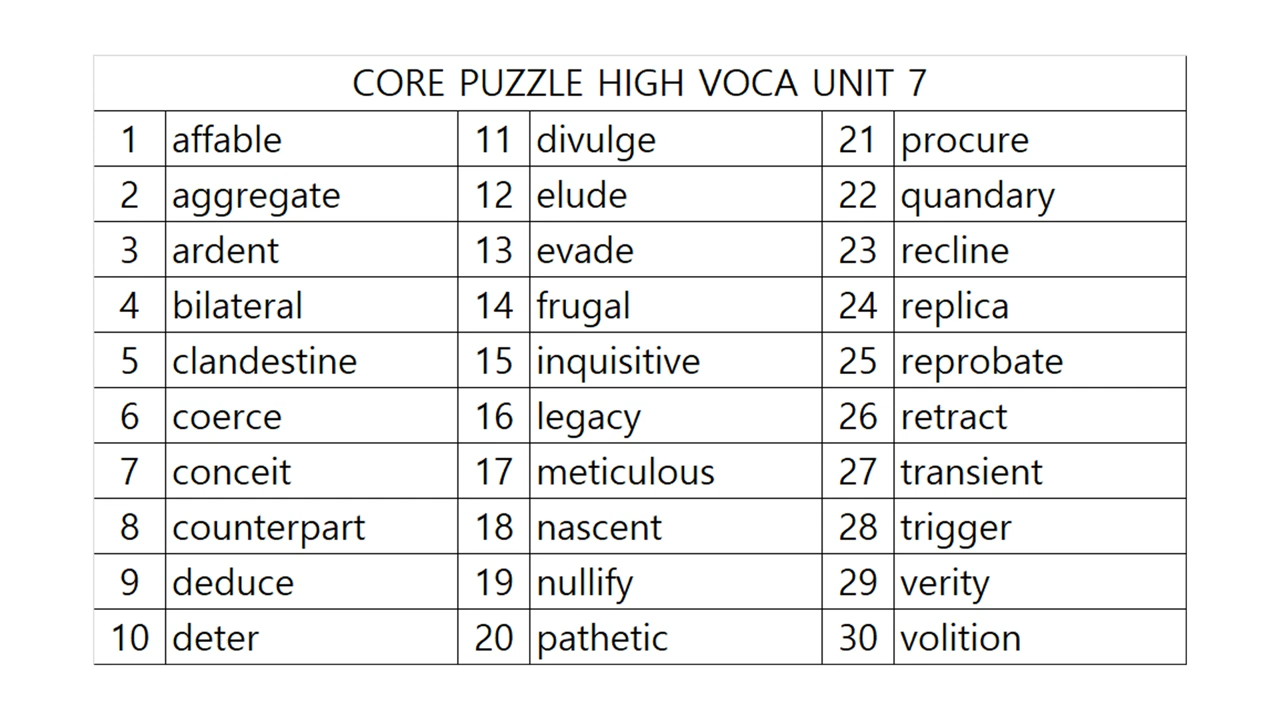 CORE PUZZLE HIGH VOCA UNIT 7
1 affable 11 divulge 21 procure
2 aggregate 12 elude 22 quandary
3 ardent 13 evade 23 recline
4 bilateral 14 frugal 24 replica
5 clandestine 15 inquisitive 25 reprobate
6 coerce 16 legacy 26 retract
7 conceit 17 meticulous 27 transient
8 counterpart 18 nascent 28 trigger
9 deduce 19 nullify 29 verity
10 deter 20 pathetic 30 volition